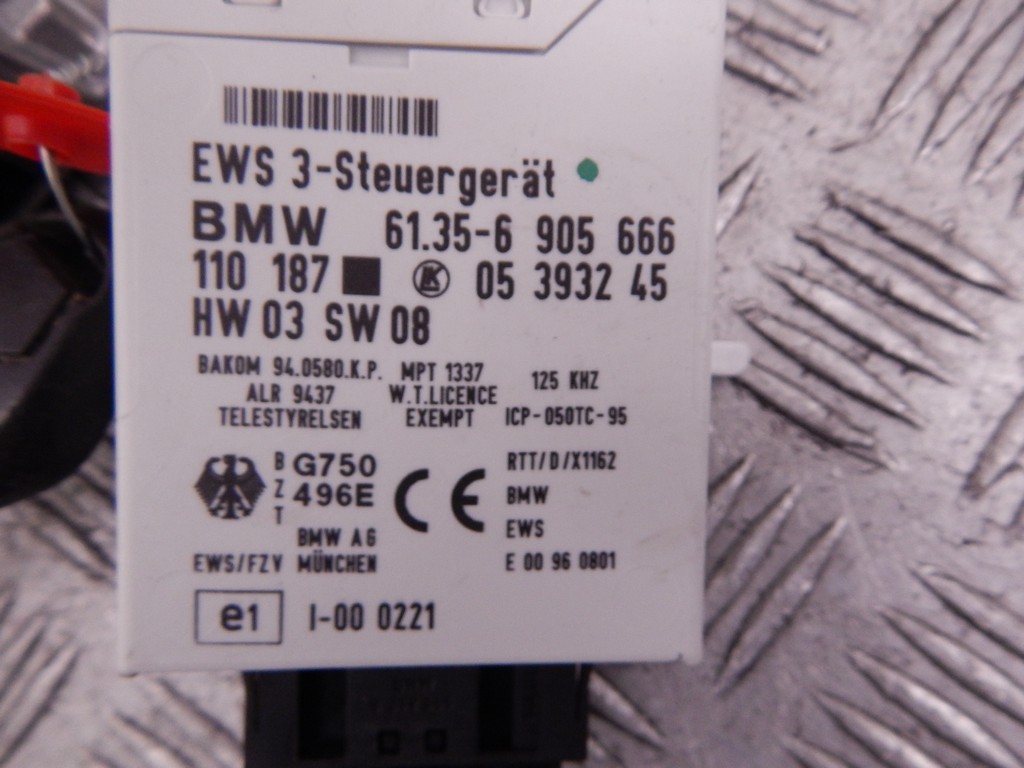 EWS 3-Steuergerät
BMW 61.35-6 905 666
110 187 K 05 3932 45
HW 03 SW 08
BAKOM 94.0580.K.P. MPT 1337 125 KHZ
ALR 9437 W.T.LICENCE
TELESTYRELSEN EXEMPT ICP-050TC-95
BZT G750 496E CE RTT/D/X1162
BMW
EWS
BMW AG
EWS/FZV MÜNCHEN E 00 96 0801
e1 I-00 0221